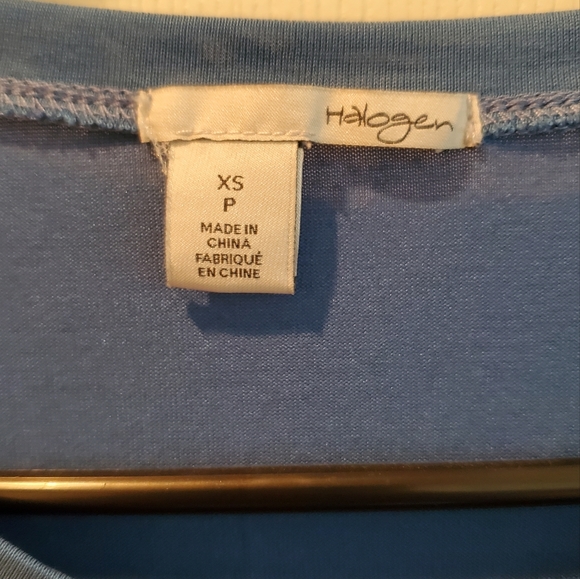 Halogen
XS
P
MADE IN
CHINA
FABRIQUÉ
EN CHINE